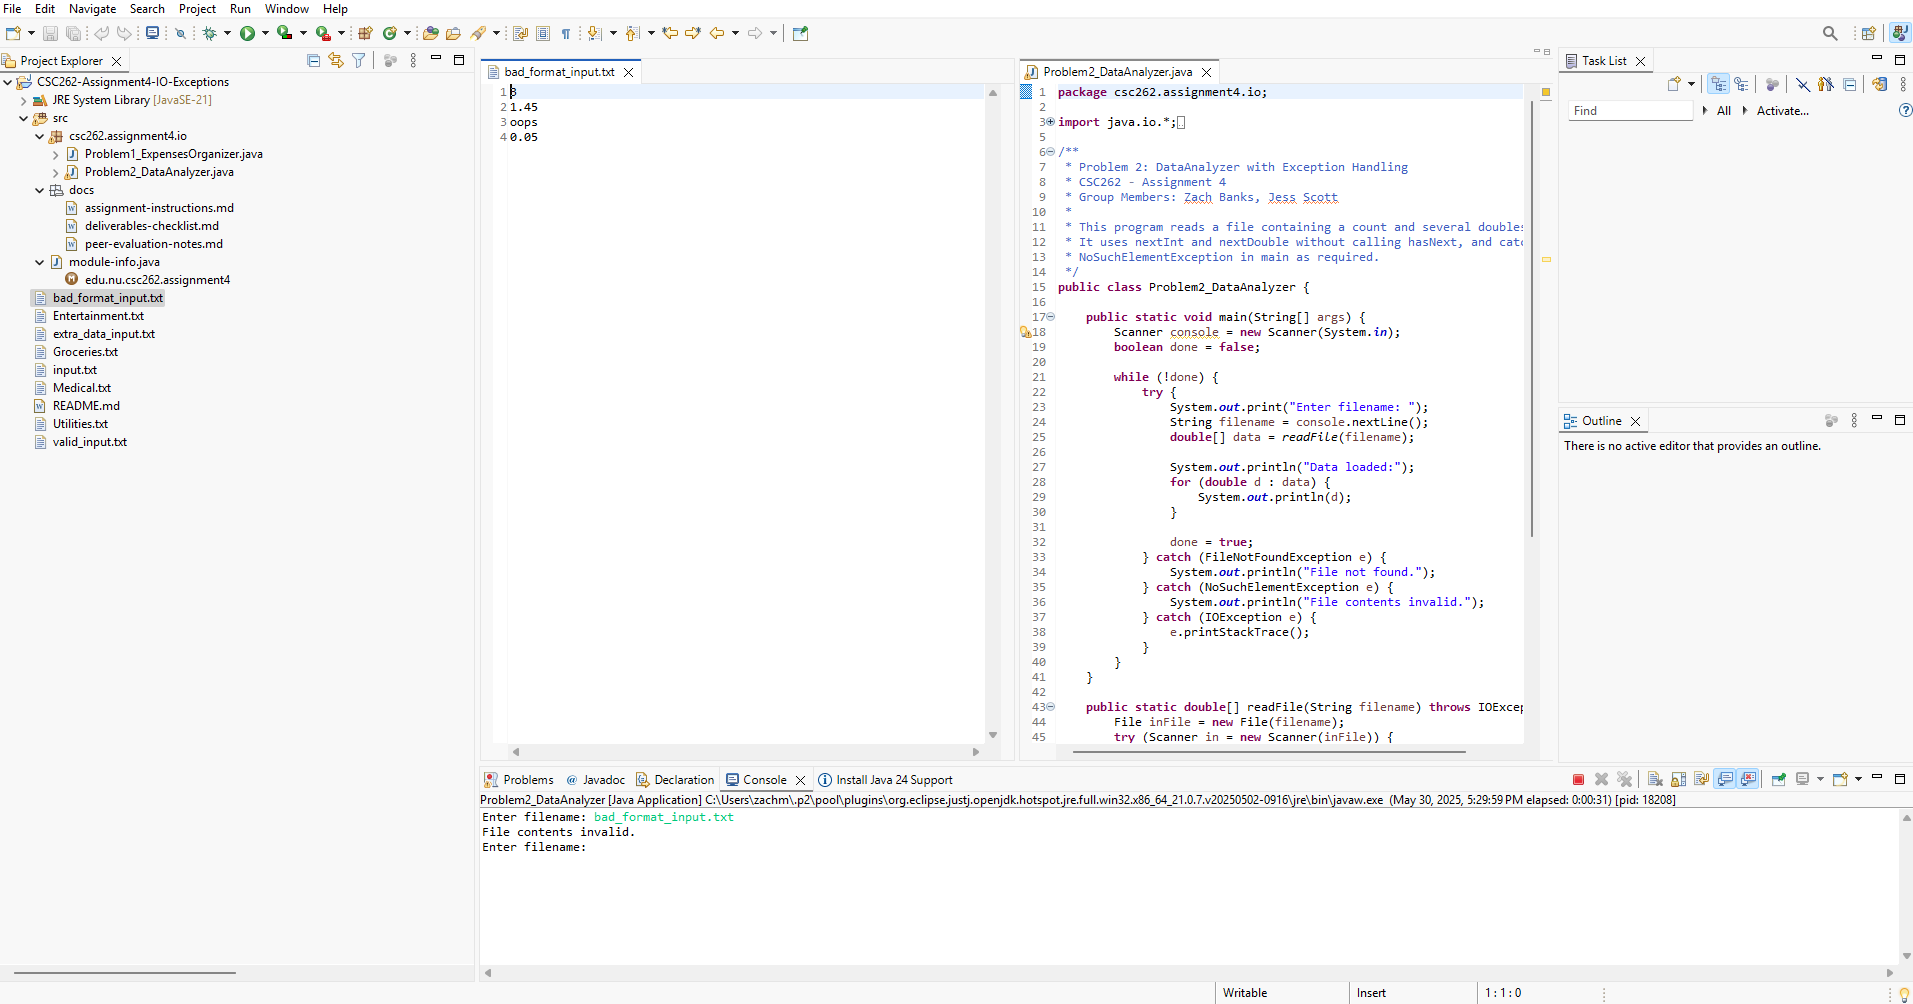 File Edit Navigate Search Project Run Window Help
Project Explorer
CSC262-Assignment4-IO-Exceptions
JRE System Library [JavaSE-21]
src
csc262.assignment4.io
Problem1_ExpensesOrganizer.java
Problem2_DataAnalyzer.java
docs
assignment-instructions.md
deliverables-checklist.md
peer-evaluation-notes.md
module-info.java
edu.nu.csc262.assignment4
bad_format_input.txt
Entertainment.txt
extra_data_input.txt
Groceries.txt
input.txt
Medical.txt
README.md
Utilities.txt
valid_input.txt
bad_format_input.txt
1 3
2 1.45
3 oops
4 0.05
Problem2_DataAnalyzer.java
1 package csc262.assignment4.io;
2
3 import java.io.*;
5
6 /**
7 * Problem 2: DataAnalyzer with Exception Handling
8 * CSC262 - Assignment 4
9 * Group Members: Zach Banks, Jess Scott
10 *
11 * This program reads a file containing a count and several doubles
12 * It uses nextInt and nextDouble without calling hasNext, and catc
13 * NoSuchElementException in main as required.
14 */
15 public class Problem2_DataAnalyzer {
16
17 public static void main(String[] args) {
18 Scanner console = new Scanner(System.in);
19 boolean done = false;
20
21 while (!done) {
22 try {
23 System.out.print("Enter filename: ");
24 String filename = console.nextLine();
25 double[] data = readFile(filename);
26
27 System.out.println("Data loaded:");
28 for (double d : data) {
29 System.out.println(d);
30 }
31
32 done = true;
33 } catch (FileNotFoundException e) {
34 System.out.println("File not found.");
35 } catch (NoSuchElementException e) {
36 System.out.println("File contents invalid.");
37 } catch (IOException e) {
38 e.printStackTrace();
39 }
40 }
41 }
42
43 public static double[] readFile(String filename) throws IOExcep
44 File inFile = new File(filename);
45 try (Scanner in = new Scanner(inFile)) {
Task List
Find All Activate...
Outline
There is no active editor that provides an outline.
Problems Javadoc Declaration Console Install Java 24 Support
Problem2_DataAnalyzer [Java Application] C:\Users\zachm\.p2\pool\plugins\org.eclipse.justj.openjdk.hotspot.jre.full.win32.x86_64_21.0.7.v20250502-0916\jre\bin\javaw.exe (May 30, 2025, 5:29:59 PM elapsed: 0:00:31) [pid: 18208]
Enter filename: bad_format_input.txt
File contents invalid.
Enter filename:
Writable Insert 1 : 1 : 0